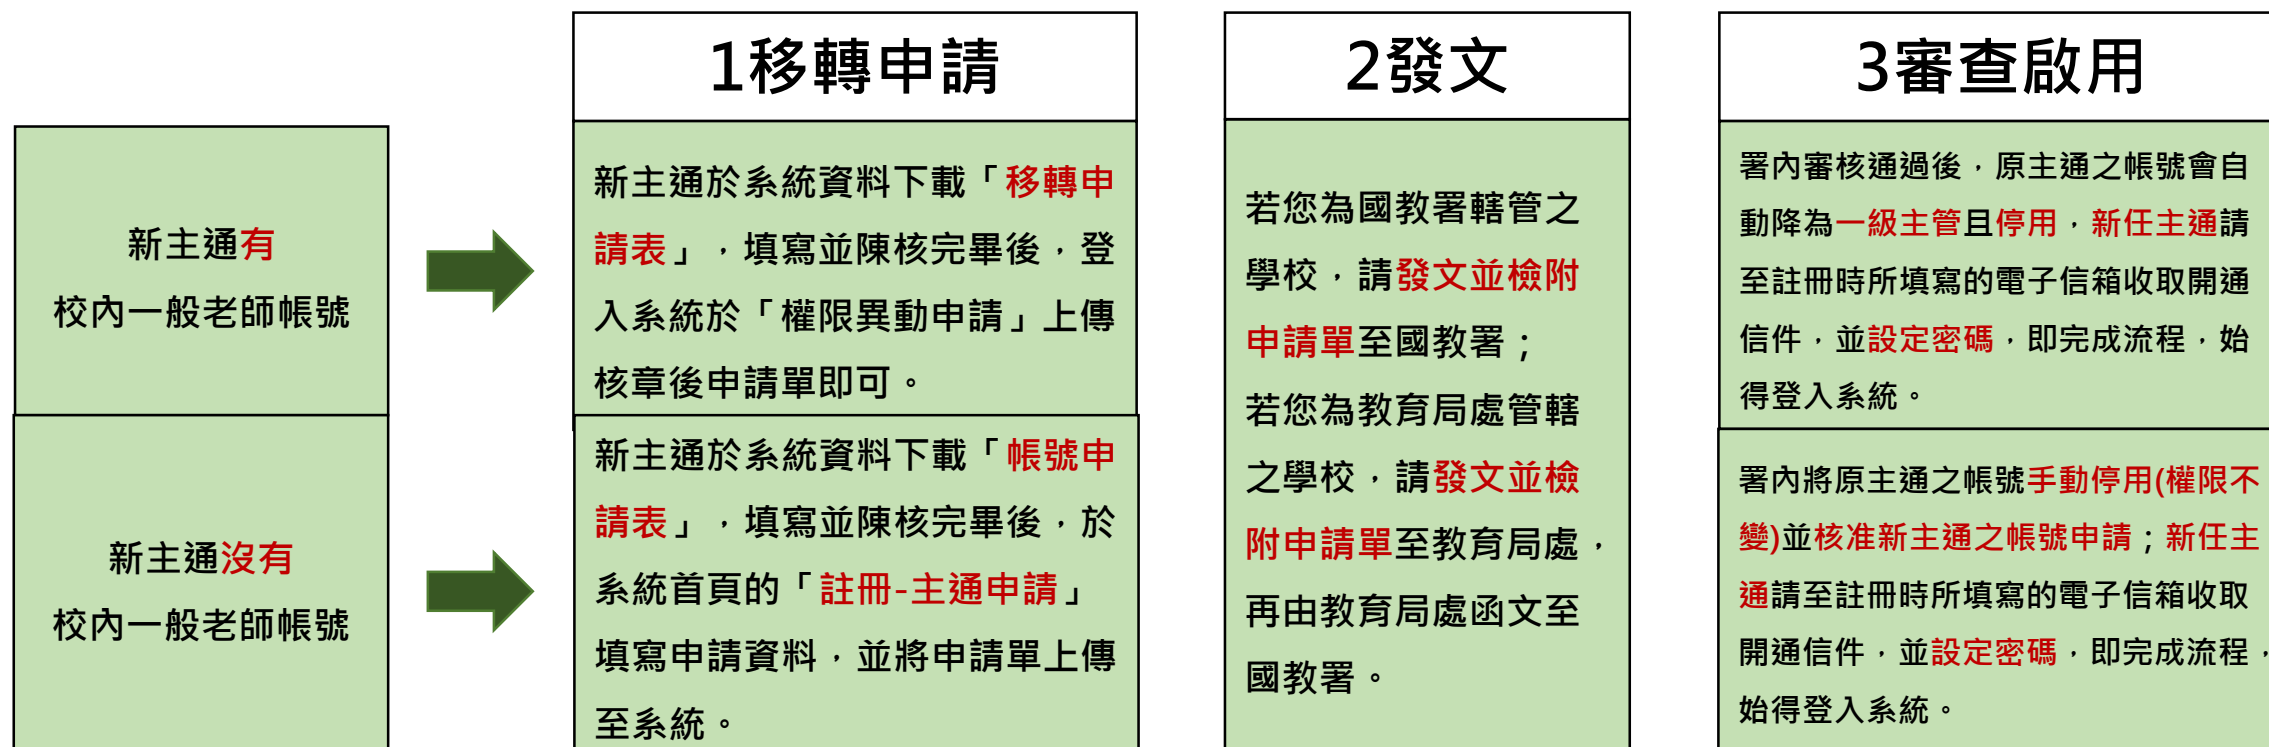 1移轉申請
2發文
3審查啟用
新主通有
校內一般老師帳號
新主通於系統資料下載「移轉申
請表」，填寫並陳核完畢後，登
入系統於「權限異動申請」上傳
核章後申請單即可。
新主通沒有
校內一般老師帳號
新主通於系統資料下載「帳號申
請表」，填寫並陳核完畢後，於
系統首頁的「註冊-主通申請」
填寫申請資料，並將申請單上傳
至系統。
若您為國教署轄管之
學校，請發文並檢附
申請單至國教署；
若您為教育局處管轄
之學校，請發文並檢
附申請單至教育局處，
再由教育局處函文至
國教署。
署內審核通過後，原主通之帳號會自
動降為一級主管且停用，新任主通請
至註冊時所填寫的電子信箱收取開通
信件，並設定密碼，即完成流程，始
得登入系統。
署內將原主通之帳號手動停用(權限不
變)並核准新主通之帳號申請；新任主
通請至註冊時所填寫的電子信箱收取
開通信件，並設定密碼，即完成流程，
始得登入系統。